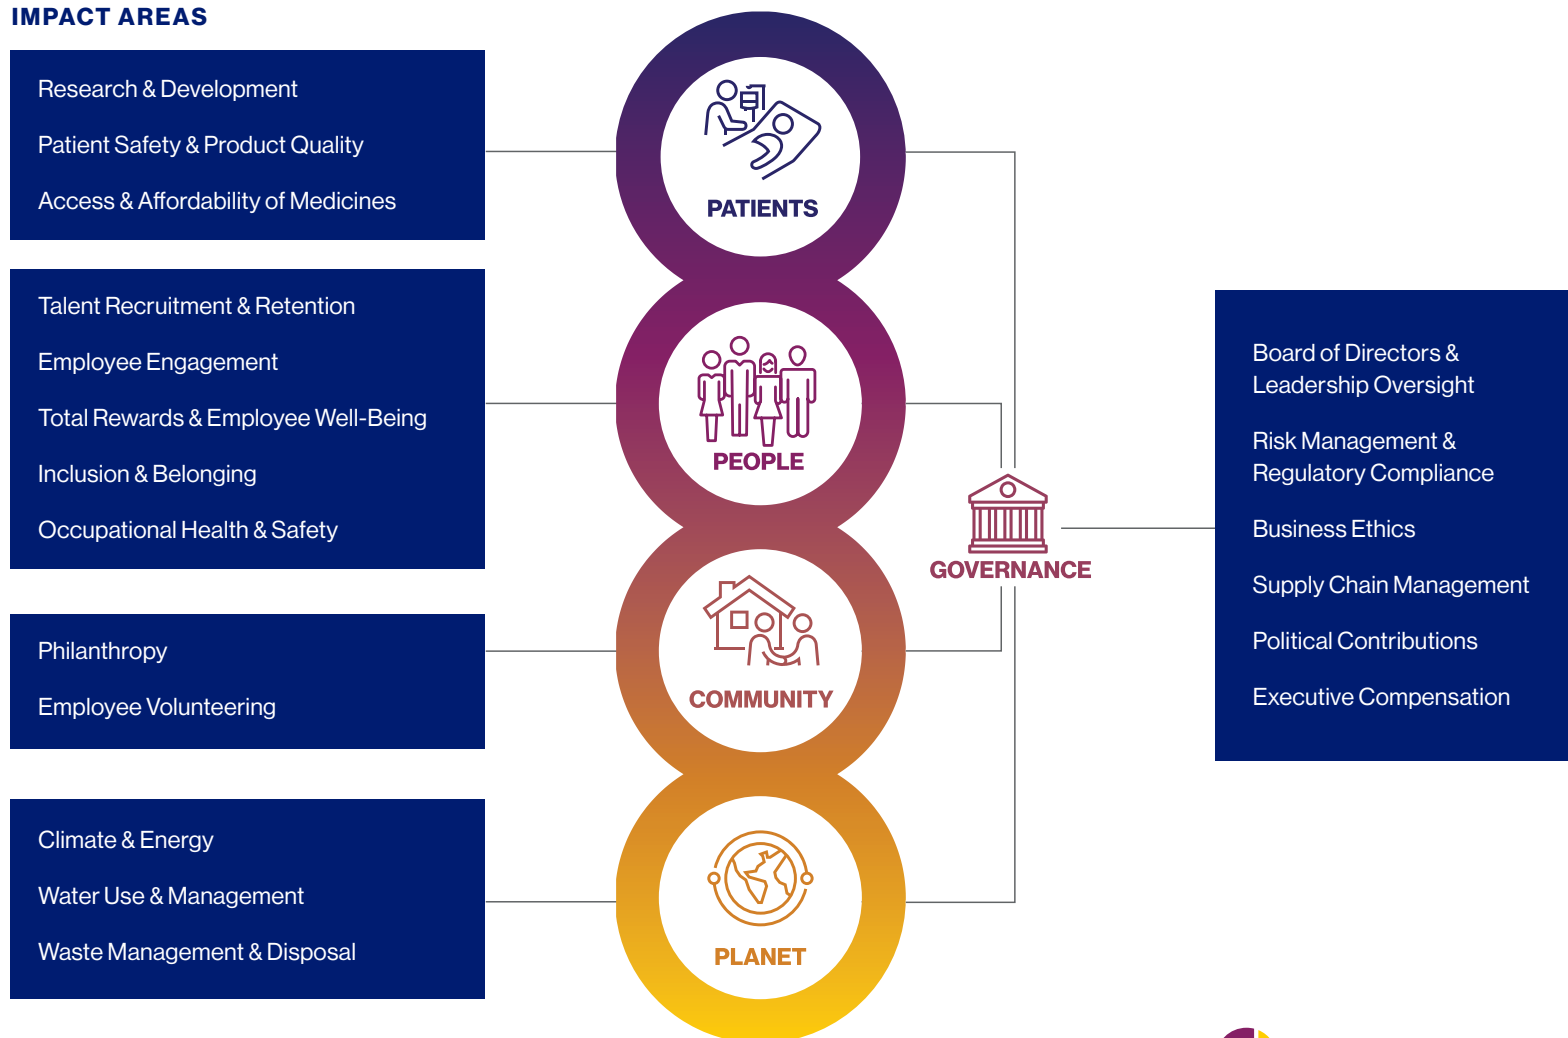 IMPACT AREAS
Research & Development
Patient Safety & Product Quality
Access & Affordability of Medicines
PATIENTS
Talent Recruitment & Retention
Employee Engagement
Total Rewards & Employee Well-Being
Inclusion & Belonging
Occupational Health & Safety
PEOPLE
Philanthropy
Employee Volunteering
COMMUNITY
Climate & Energy
Water Use & Management
Waste Management & Disposal
PLANET
GOVERNANCE
Board of Directors &
Leadership Oversight
Risk Management &
Regulatory Compliance
Business Ethics
Supply Chain Management
Political Contributions
Executive Compensation